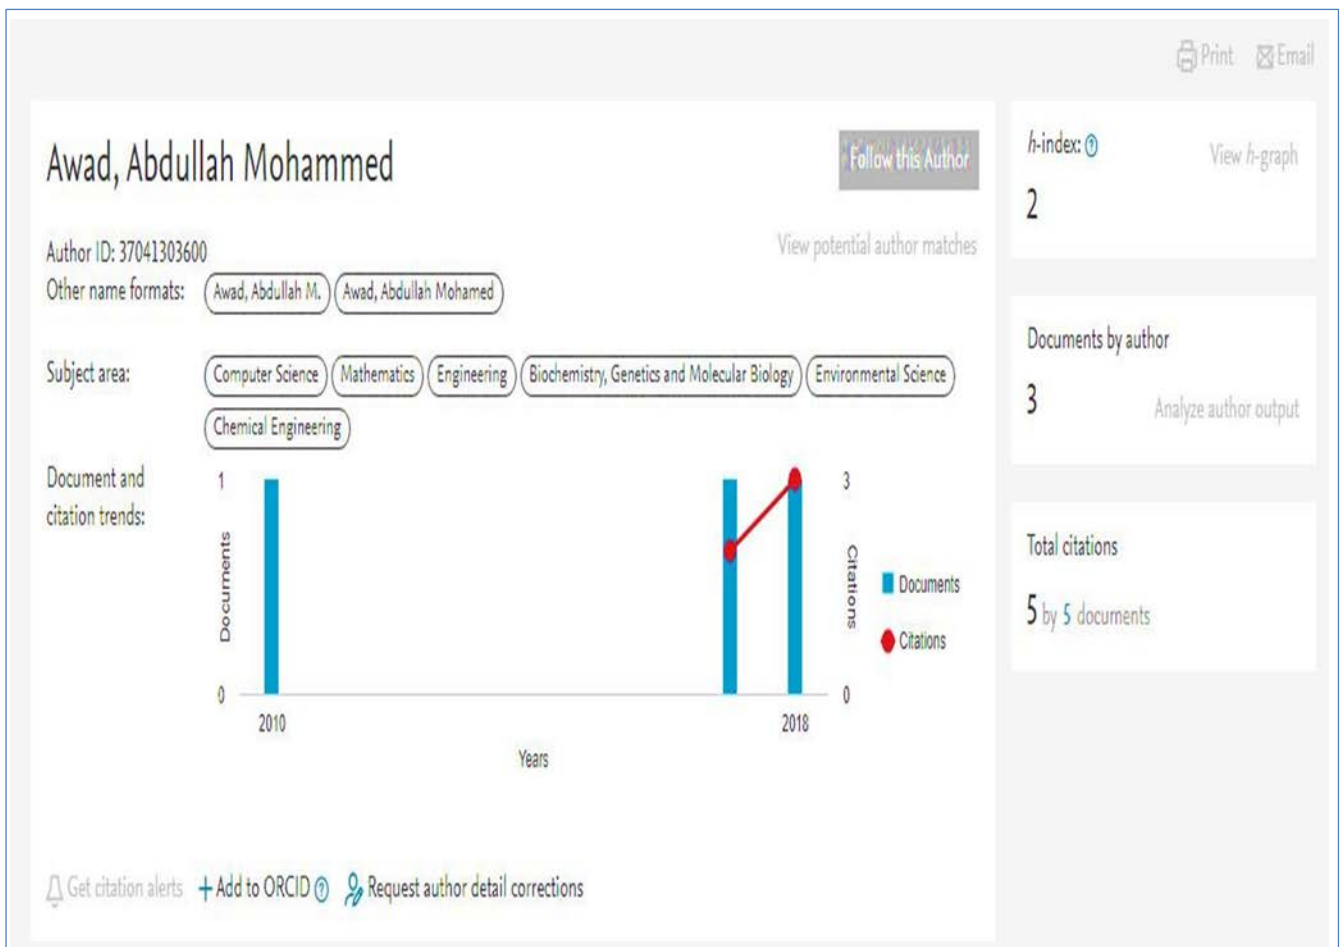 Print Email
Awad, Abdullah Mohammed
Follow this Author
Author ID: 37041303600
View potential author matches
Other name formats: Awad, Abdullah M. Awad, Abdullah Mohamed
Subject area: Computer Science Mathematics Engineering Biochemistry, Genetics and Molecular Biology Environmental Science
Chemical Engineering
Document and
citation trends:
1
Documents
0
2010
2018
Years
3
Citations
0
Documents
Citations
Get citation alerts +Add to ORCID ? Request author detail corrections
h-index: ? View h-graph
2
Documents by author
3 Analyze author output
Total citations
5 by 5 documents